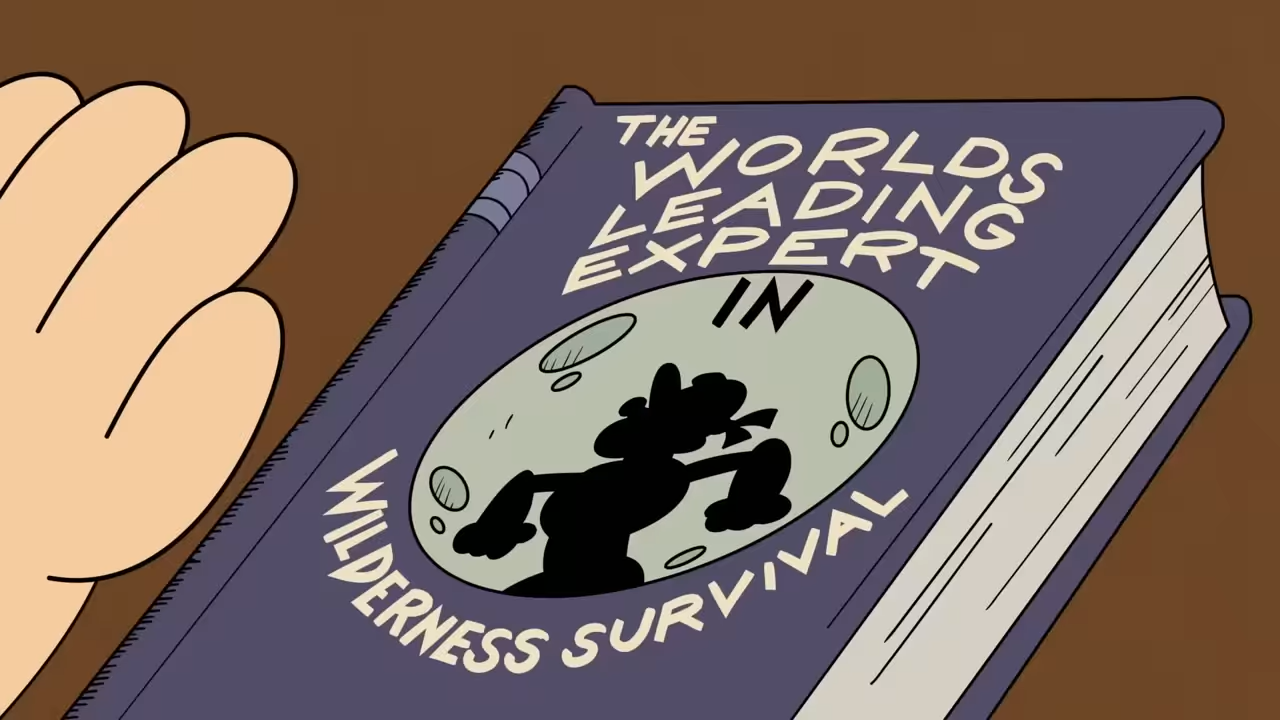 THE
WORLDS
LEADING
EXPERT
IN
WILDERNESS SURVIVAL